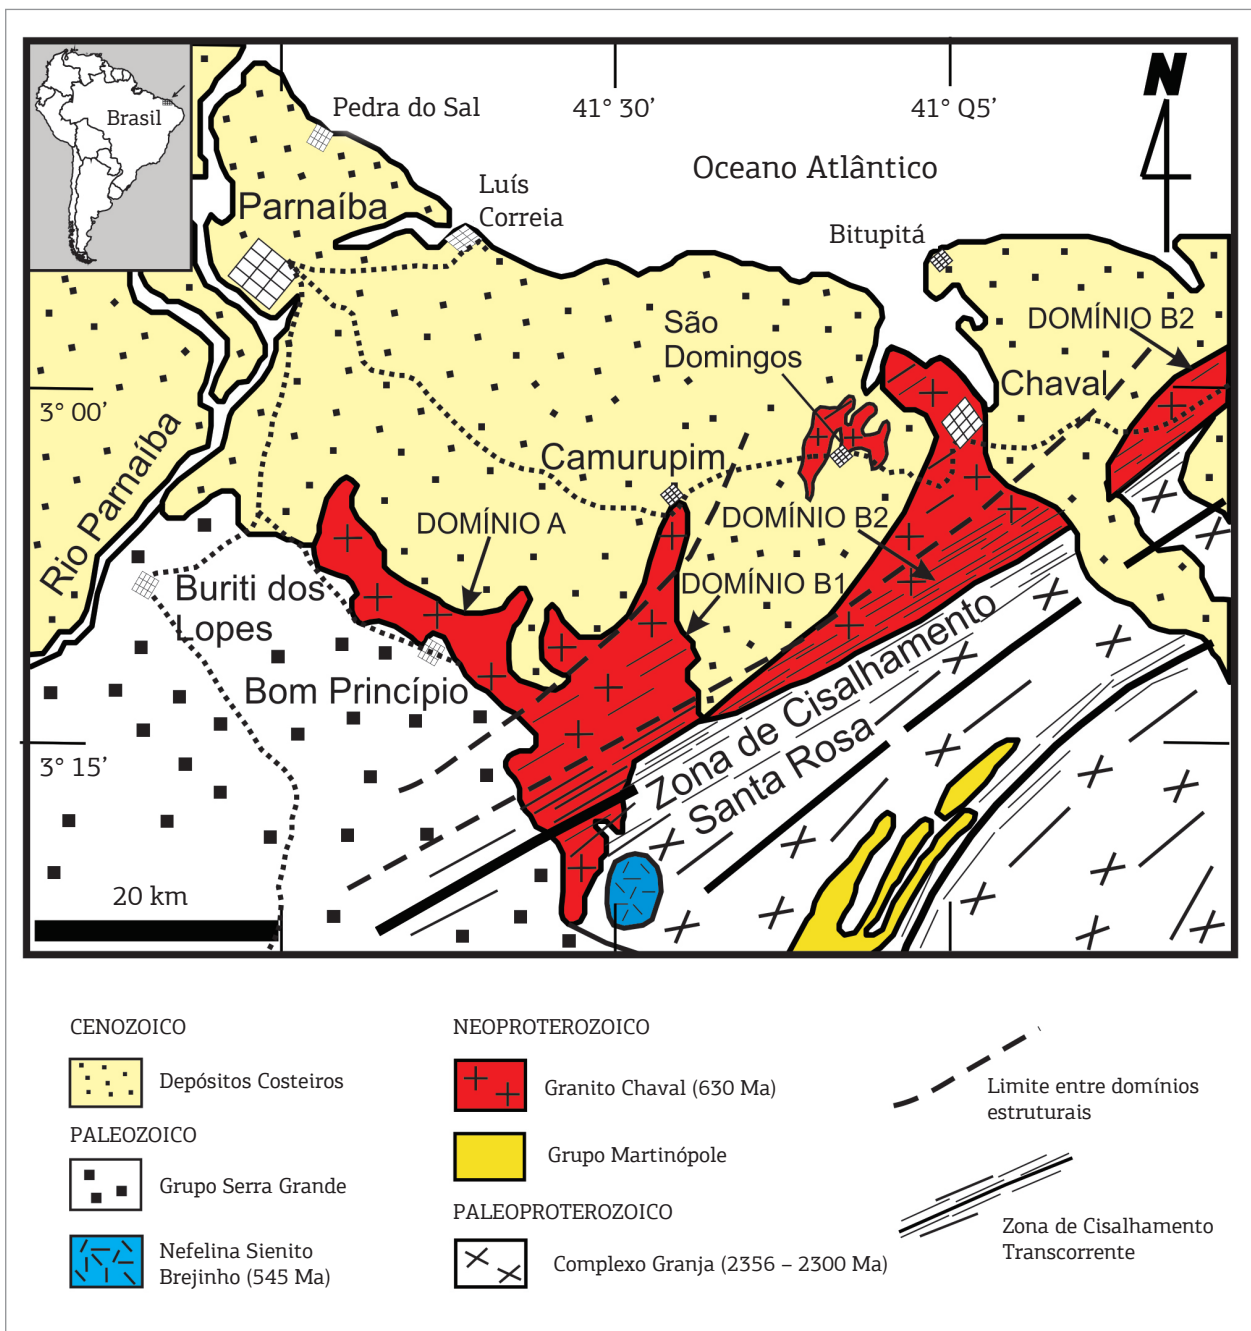 Brasil
Pedra do Sal
41° 30’
41° Q5’
N
Oceano Atlântico
Luís
Correia
Parnaíba
Bitupitá
São
Domingos
DOMÍNIO B2
Chaval
3° 00’
Rio Parnaíba
Camurupim
DOMÍNIO A
DOMÍNIO B2
DOMÍNIO B1
Buriti dos
Lopes
Bom Princípio
Zona de Cisalhamento
Santa Rosa
3° 15’
20 km
CENOZOICO
Depósitos Costeiros
PALEOZOICO
Grupo Serra Grande
Nefelina Sienito
Brejinho (545 Ma)
NEOPROTEROZOICO
Granito Chaval (630 Ma)
Grupo Martinópole
PALEOPROTEROZOICO
Complexo Granja (2356 – 2300 Ma)
Limite entre domínios
estruturais
Zona de Cisalhamento
Transcorrente